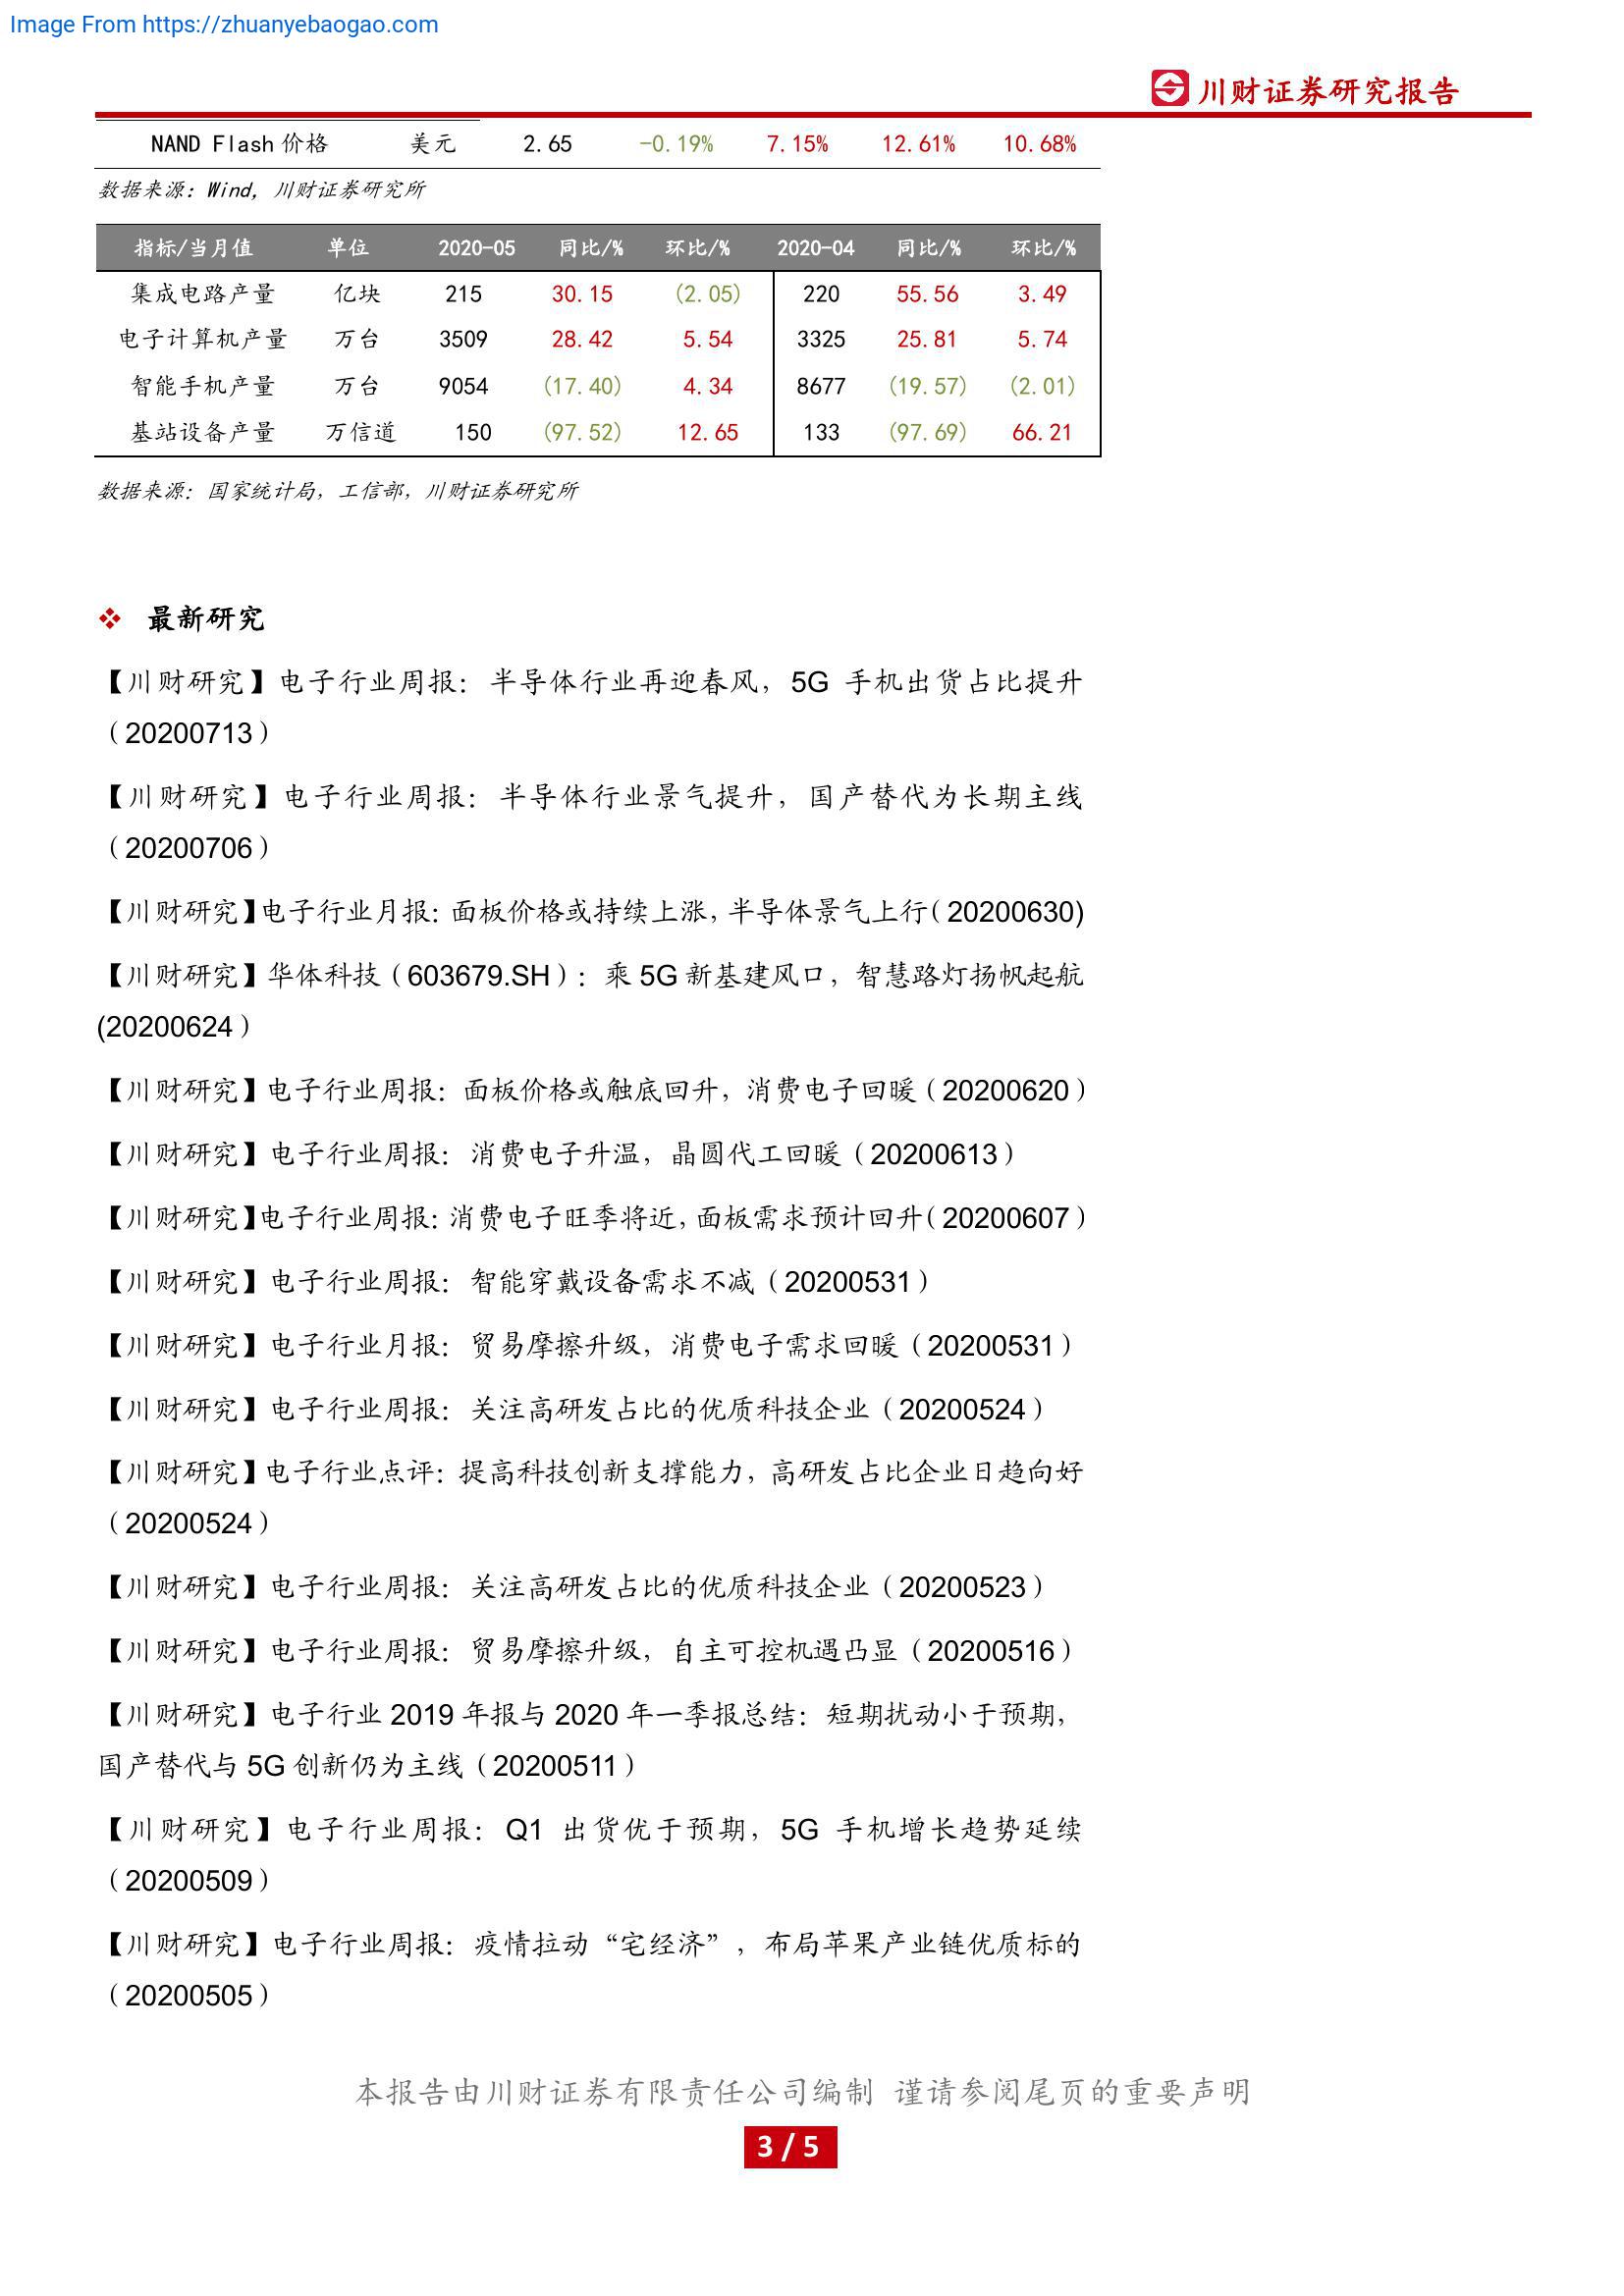 Image From https://zhuanyebaogao.com
川财证券研究报告
NAND Flash 价格 美元 2.65 -0.19% 7.15% 12.61% 10.68%
数据来源：Wind, 川财证券研究所
指标/当月值 单位 2020-05 同比/% 环比/% 2020-04 同比/% 环比/%
集成电路产量 亿块 215 30.15 (2.05) 220 55.56 3.49
电子计算机产量 万台 3509 28.42 5.54 3325 25.81 5.74
智能手机产量 万台 9054 (17.40) 4.34 8677 (19.57) (2.01)
基站设备产量 万信道 150 (97.52) 12.65 133 (97.69) 66.21
数据来源：国家统计局，工信部，川财证券研究所
❖ 最新研究
【川财研究】电子行业周报：半导体行业再迎春风，5G 手机出货占比提升
（20200713）
【川财研究】电子行业周报：半导体行业景气提升，国产替代为长期主线
（20200706）
【川财研究】电子行业月报：面板价格或持续上涨，半导体景气上行（20200630)
【川财研究】华体科技（603679.SH）：乘 5G 新基建风口，智慧路灯扬帆起航
(20200624）
【川财研究】电子行业周报：面板价格或触底回升，消费电子回暖（20200620）
【川财研究】电子行业周报：消费电子升温，晶圆代工回暖（20200613）
【川财研究】电子行业周报：消费电子旺季将近，面板需求预计回升（20200607）
【川财研究】电子行业周报：智能穿戴设备需求不减（20200531）
【川财研究】电子行业月报：贸易摩擦升级，消费电子需求回暖（20200531）
【川财研究】电子行业周报：关注高研发占比的优质科技企业（20200524）
【川财研究】电子行业点评：提高科技创新支撑能力，高研发占比企业日趋向好
（20200524）
【川财研究】电子行业周报：关注高研发占比的优质科技企业（20200523）
【川财研究】电子行业周报：贸易摩擦升级，自主可控机遇凸显（20200516）
【川财研究】电子行业 2019 年报与 2020 年一季报总结：短期扰动小于预期，
国产替代与 5G 创新仍为主线（20200511）
【川财研究】电子行业周报：Q1 出货优于预期，5G 手机增长趋势延续
（20200509）
【川财研究】电子行业周报：疫情拉动“宅经济”，布局苹果产业链优质标的
（20200505）
本报告由川财证券有限责任公司编制 谨请参阅尾页的重要声明
3 / 5